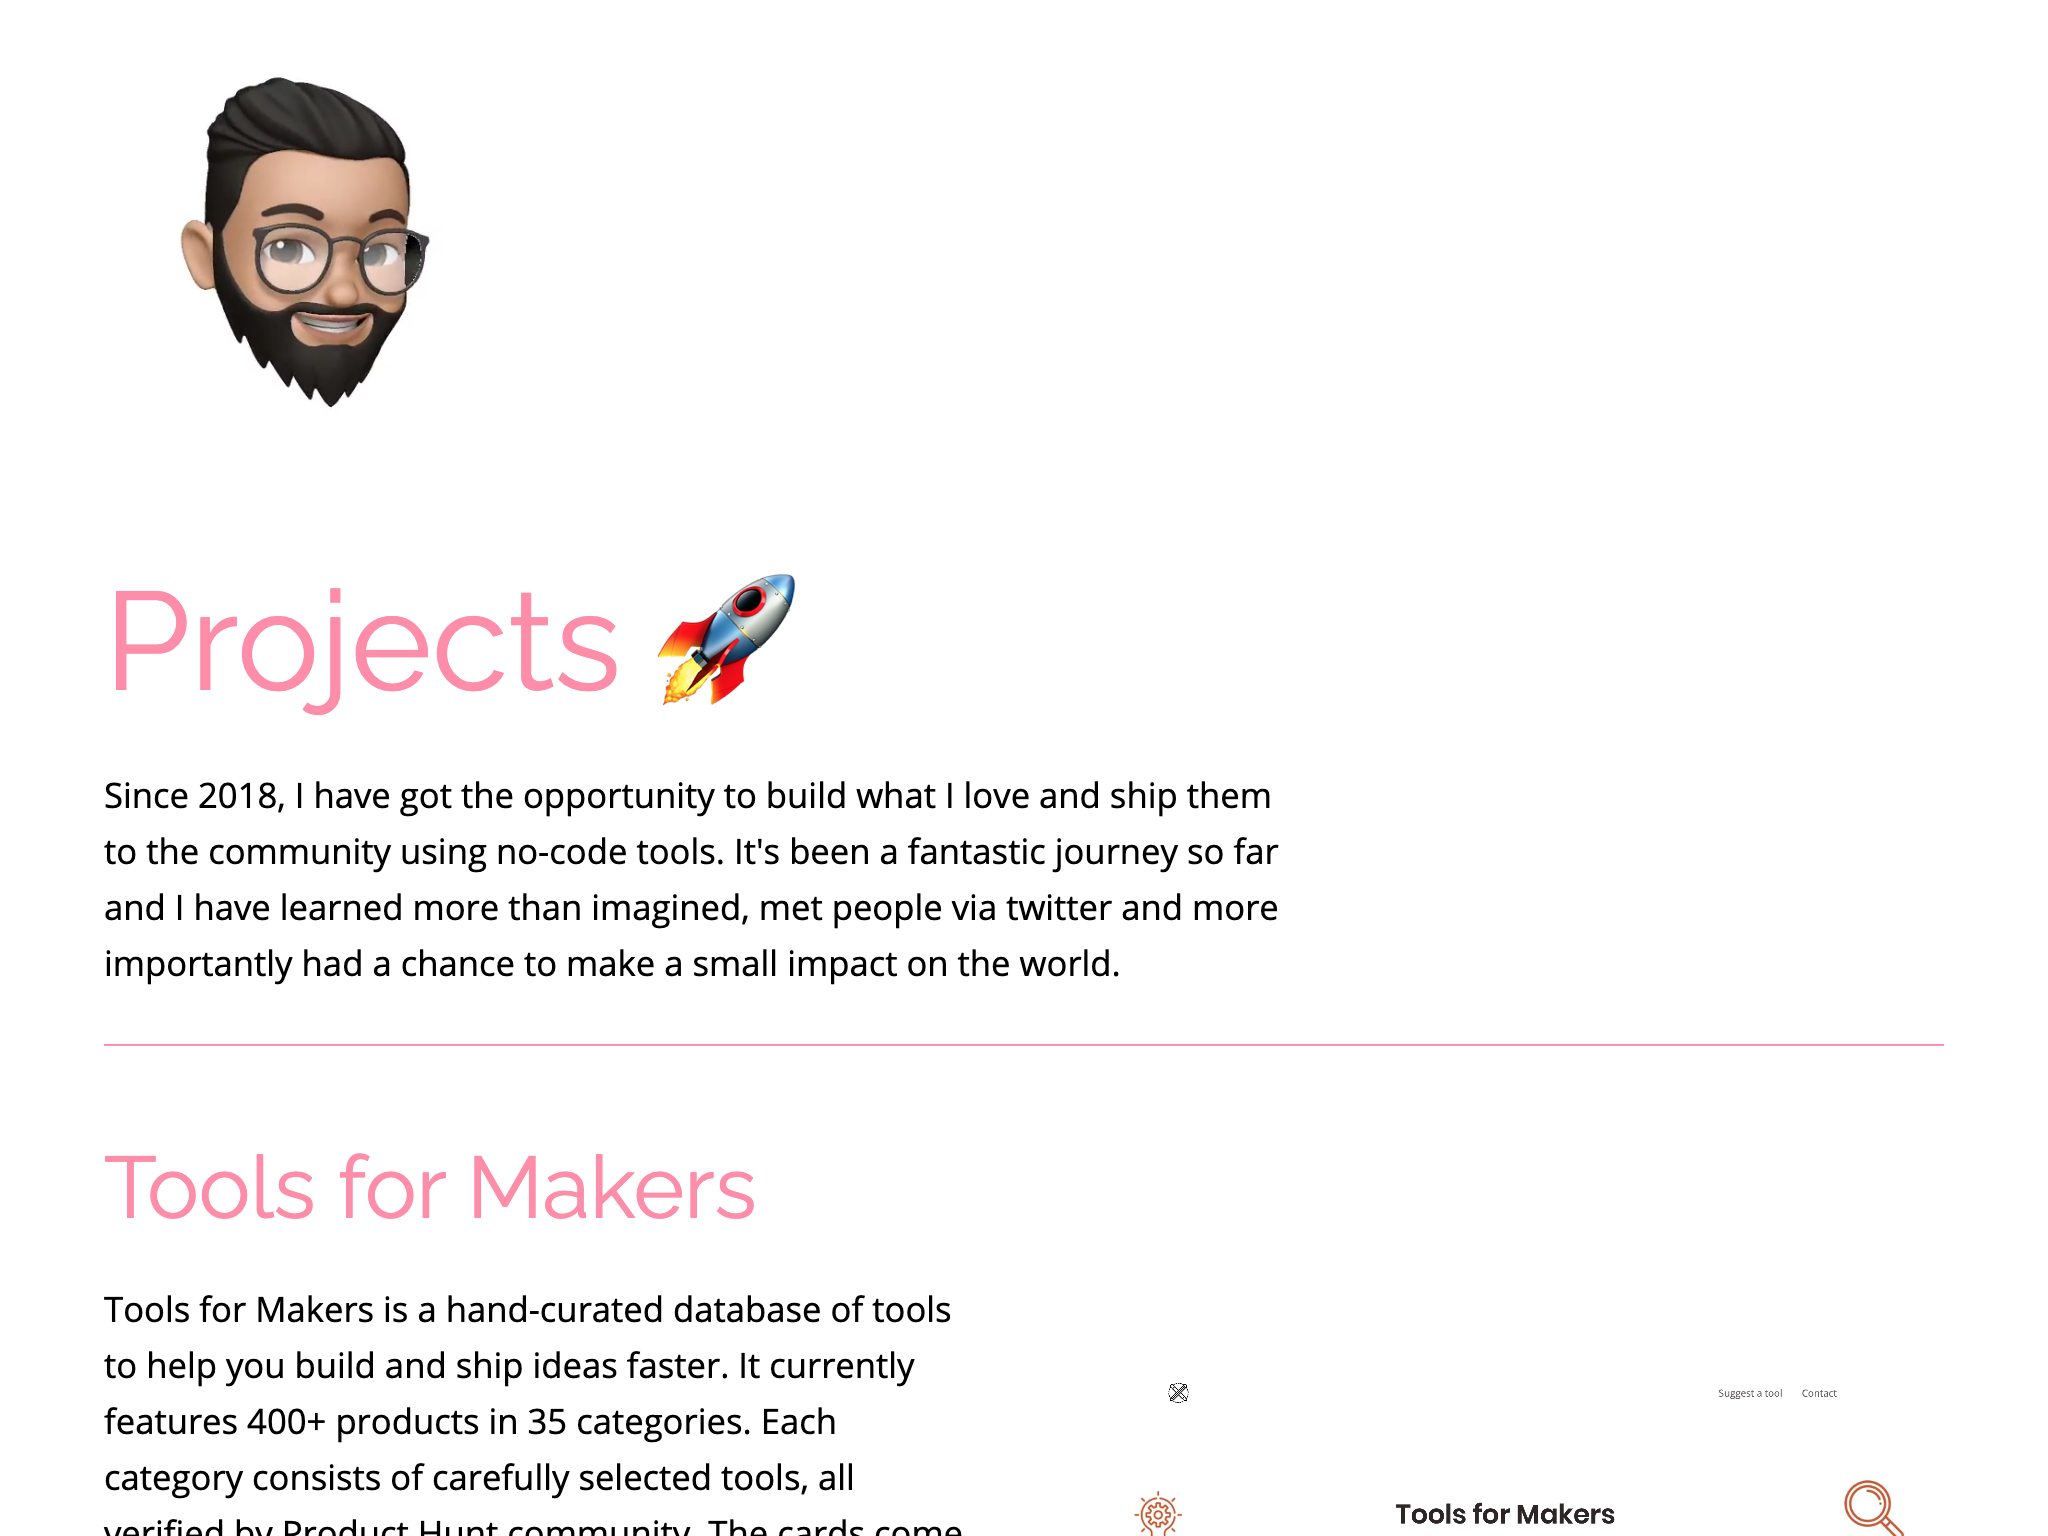 Projects 🚀
Since 2018, I have got the opportunity to build what I love and ship them
to the community using no-code tools. It's been a fantastic journey so far
and I have learned more than imagined, met people via twitter and more
importantly had a chance to make a small impact on the world.
Tools for Makers
Tools for Makers is a hand-curated database of tools
to help you build and ship ideas faster. It currently
features 400+ products in 35 categories. Each
category consists of carefully selected tools, all
verified by Product Hunt community. The cards come
Suggest a tool Contact
Tools for Makers